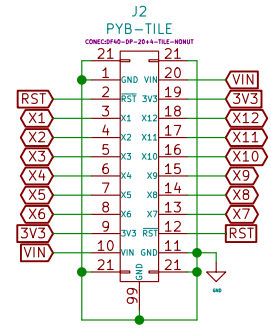 J2
PYB-TILE
CONEC:DF40-DP-20+4-TILE-NONUT
21 21
1 GND VIN 20 VIN
RST 2 RST 3V3 19 3V3
X1 3 X1 X12 18 X12
X2 4 X2 X11 17 X11
X3 5 X3 X10 16 X10
X4 6 X4 X9 15 X9
X5 7 X5 X8 14 X8
X6 8 X6 X7 13 X7
3V3 9 3V3 RST 12 RST
VIN 10 VIN GND 11
21 GND 21
99
GND